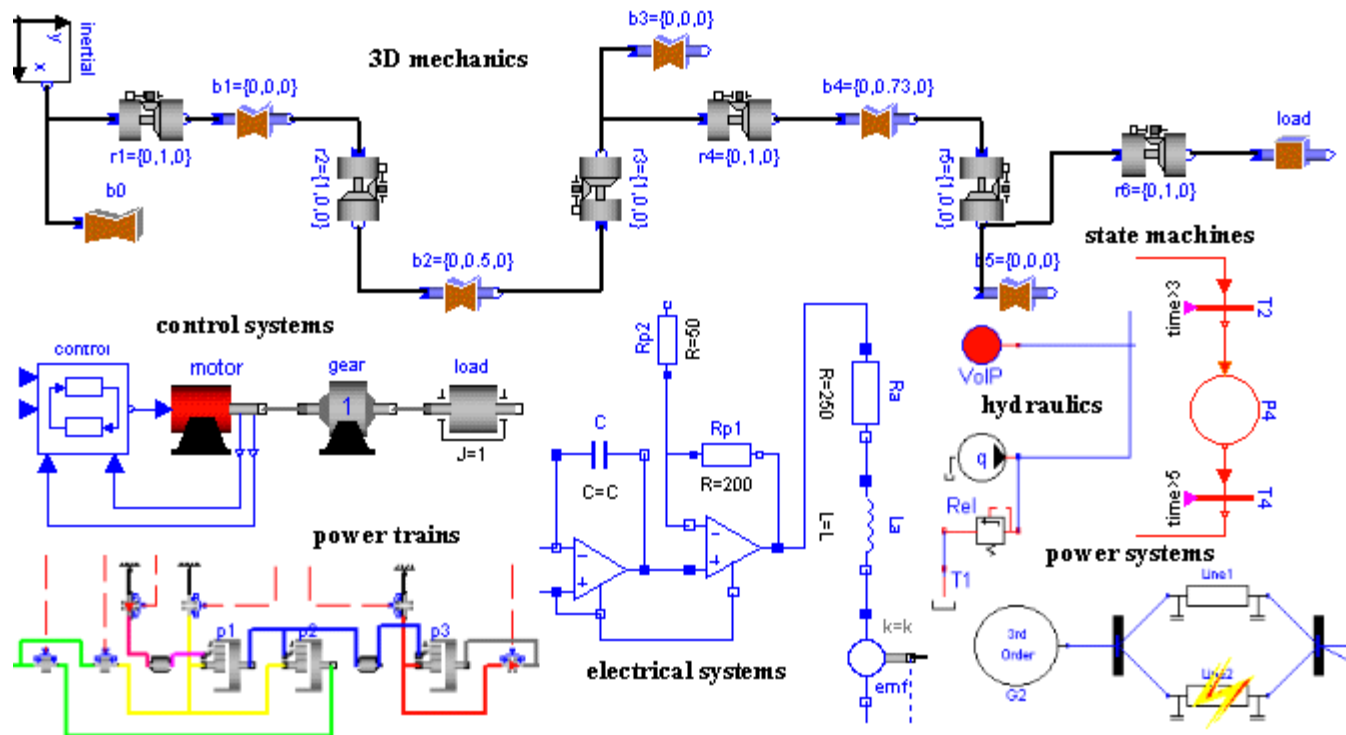 inertial
y
x
3D mechanics
b3={0,0,0}
b1={0,0,0}
b4={0,0.73,0}
load
r1={0,1,0}
r2={1,0,0}
r3={1,0,0}
r4={0,1,0}
r5={1,0,0}
r6={0,1,0}
b0
b2={0,0.5,0}
b5={0,0,0}
state machines
control systems
control
motor
gear
load
1
J=1
Rp2
R=50
C
C=C
Rp1
R=200
Ra
R=250
La
L=L
k=k
emf
electrical systems
VolP
hydraulics
q
Rel
T1
time>3
T2
P4
time>5
T4
power trains
p1
p2
p3
power systems
3rd
Order
G2
Line1
Line2